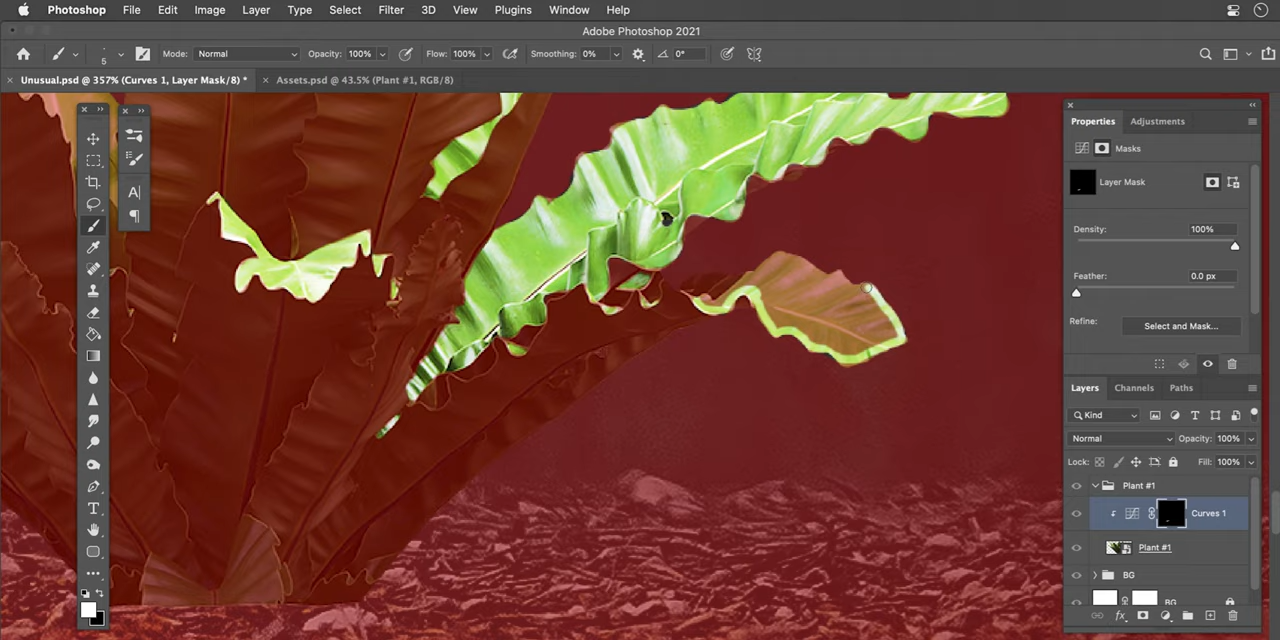 Photoshop File Edit Image Layer Type Select Filter 3D View Plugins Window Help
Adobe Photoshop 2021
5 Mode: Normal Opacity: 100% Flow: 100% Smoothing: 0% 0°
Unusual.psd @ 357% (Curves 1, Layer Mask/8) * Assets.psd @ 43.5% (Plant #1, RGB/8)
Properties Adjustments
Masks
Layer Mask
Density: 100%
Feather: 0.0 px
Refine: Select and Mask...
Layers Channels Paths
Kind
Normal Opacity: 100%
Lock: Fill: 100%
Plant #1
Curves 1
Plant #1
BG
BG